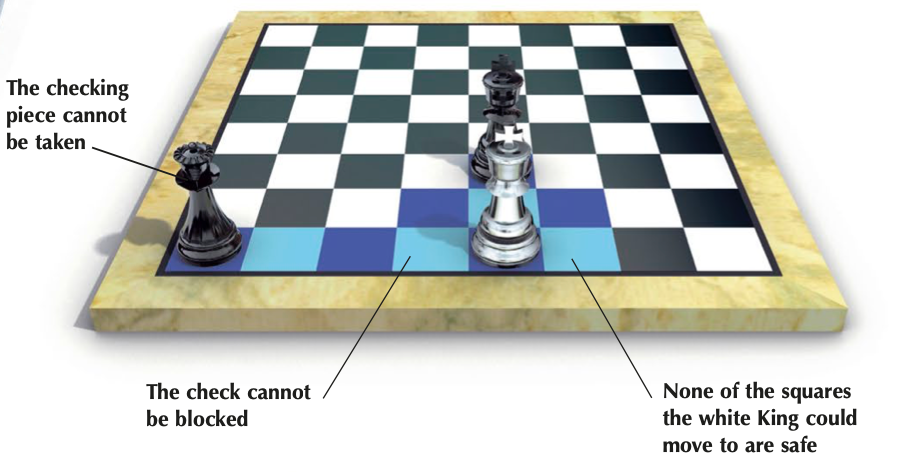 The checking
piece cannot
be taken
The check cannot
be blocked
None of the squares
the white King could
move to are safe